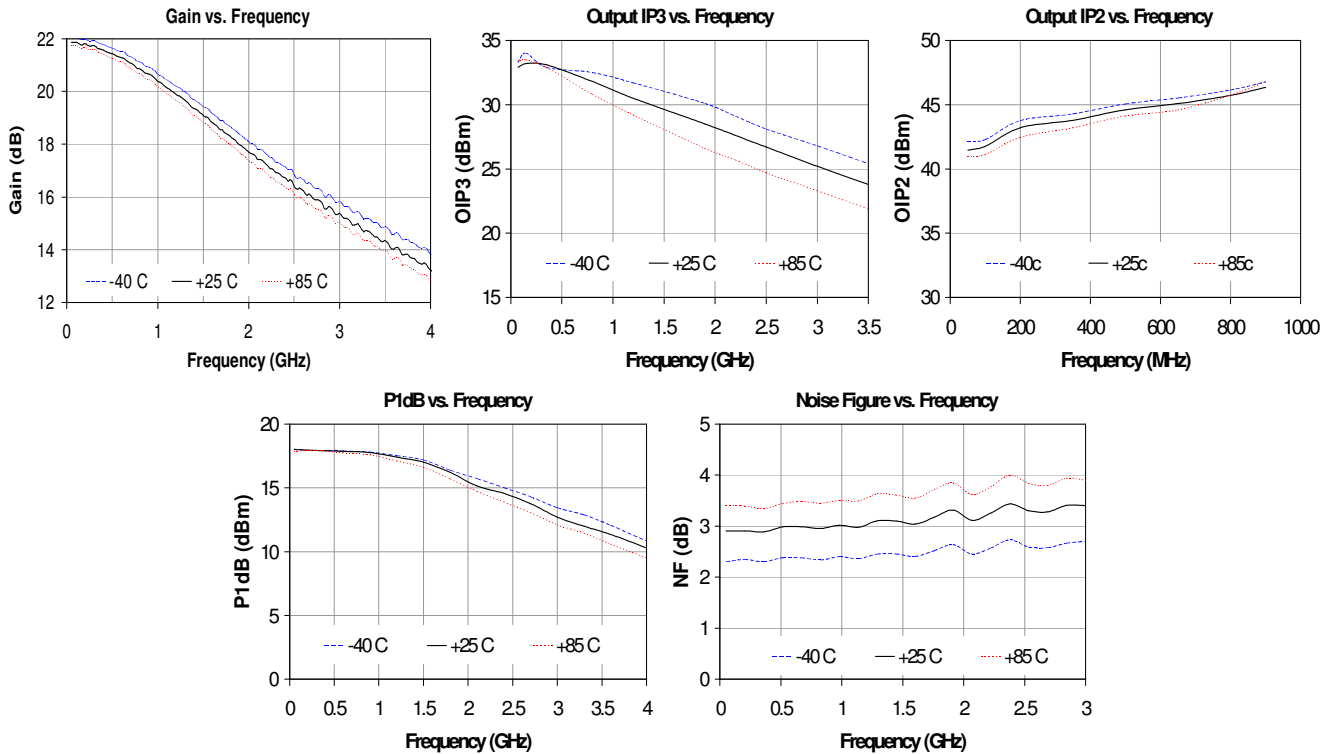 Gain vs. Frequency
22
20
18
16
14
12
Gain (dB)
-40 C
+25 C
+85 C
0
1
2
3
4
Frequency (GHz)
Output IP3 vs. Frequency
35
30
25
20
15
OIP3 (dBm)
-40 C
+25 C
+85 C
0
0.5
1
1.5
2
2.5
3
3.5
Frequency (GHz)
Output IP2 vs. Frequency
50
45
40
35
30
OIP2 (dBm)
-40c
+25c
+85c
0
200
400
600
800
1000
Frequency (MHz)
P1dB vs. Frequency
20
15
10
5
0
P1dB (dBm)
-40 C
+25 C
+85 C
0
0.5
1
1.5
2
2.5
3
3.5
4
Frequency (GHz)
Noise Figure vs. Frequency
5
4
3
2
1
0
NF (dB)
-40 C
+25 C
+85 C
0
0.5
1
1.5
2
2.5
3
Frequency (GHz)